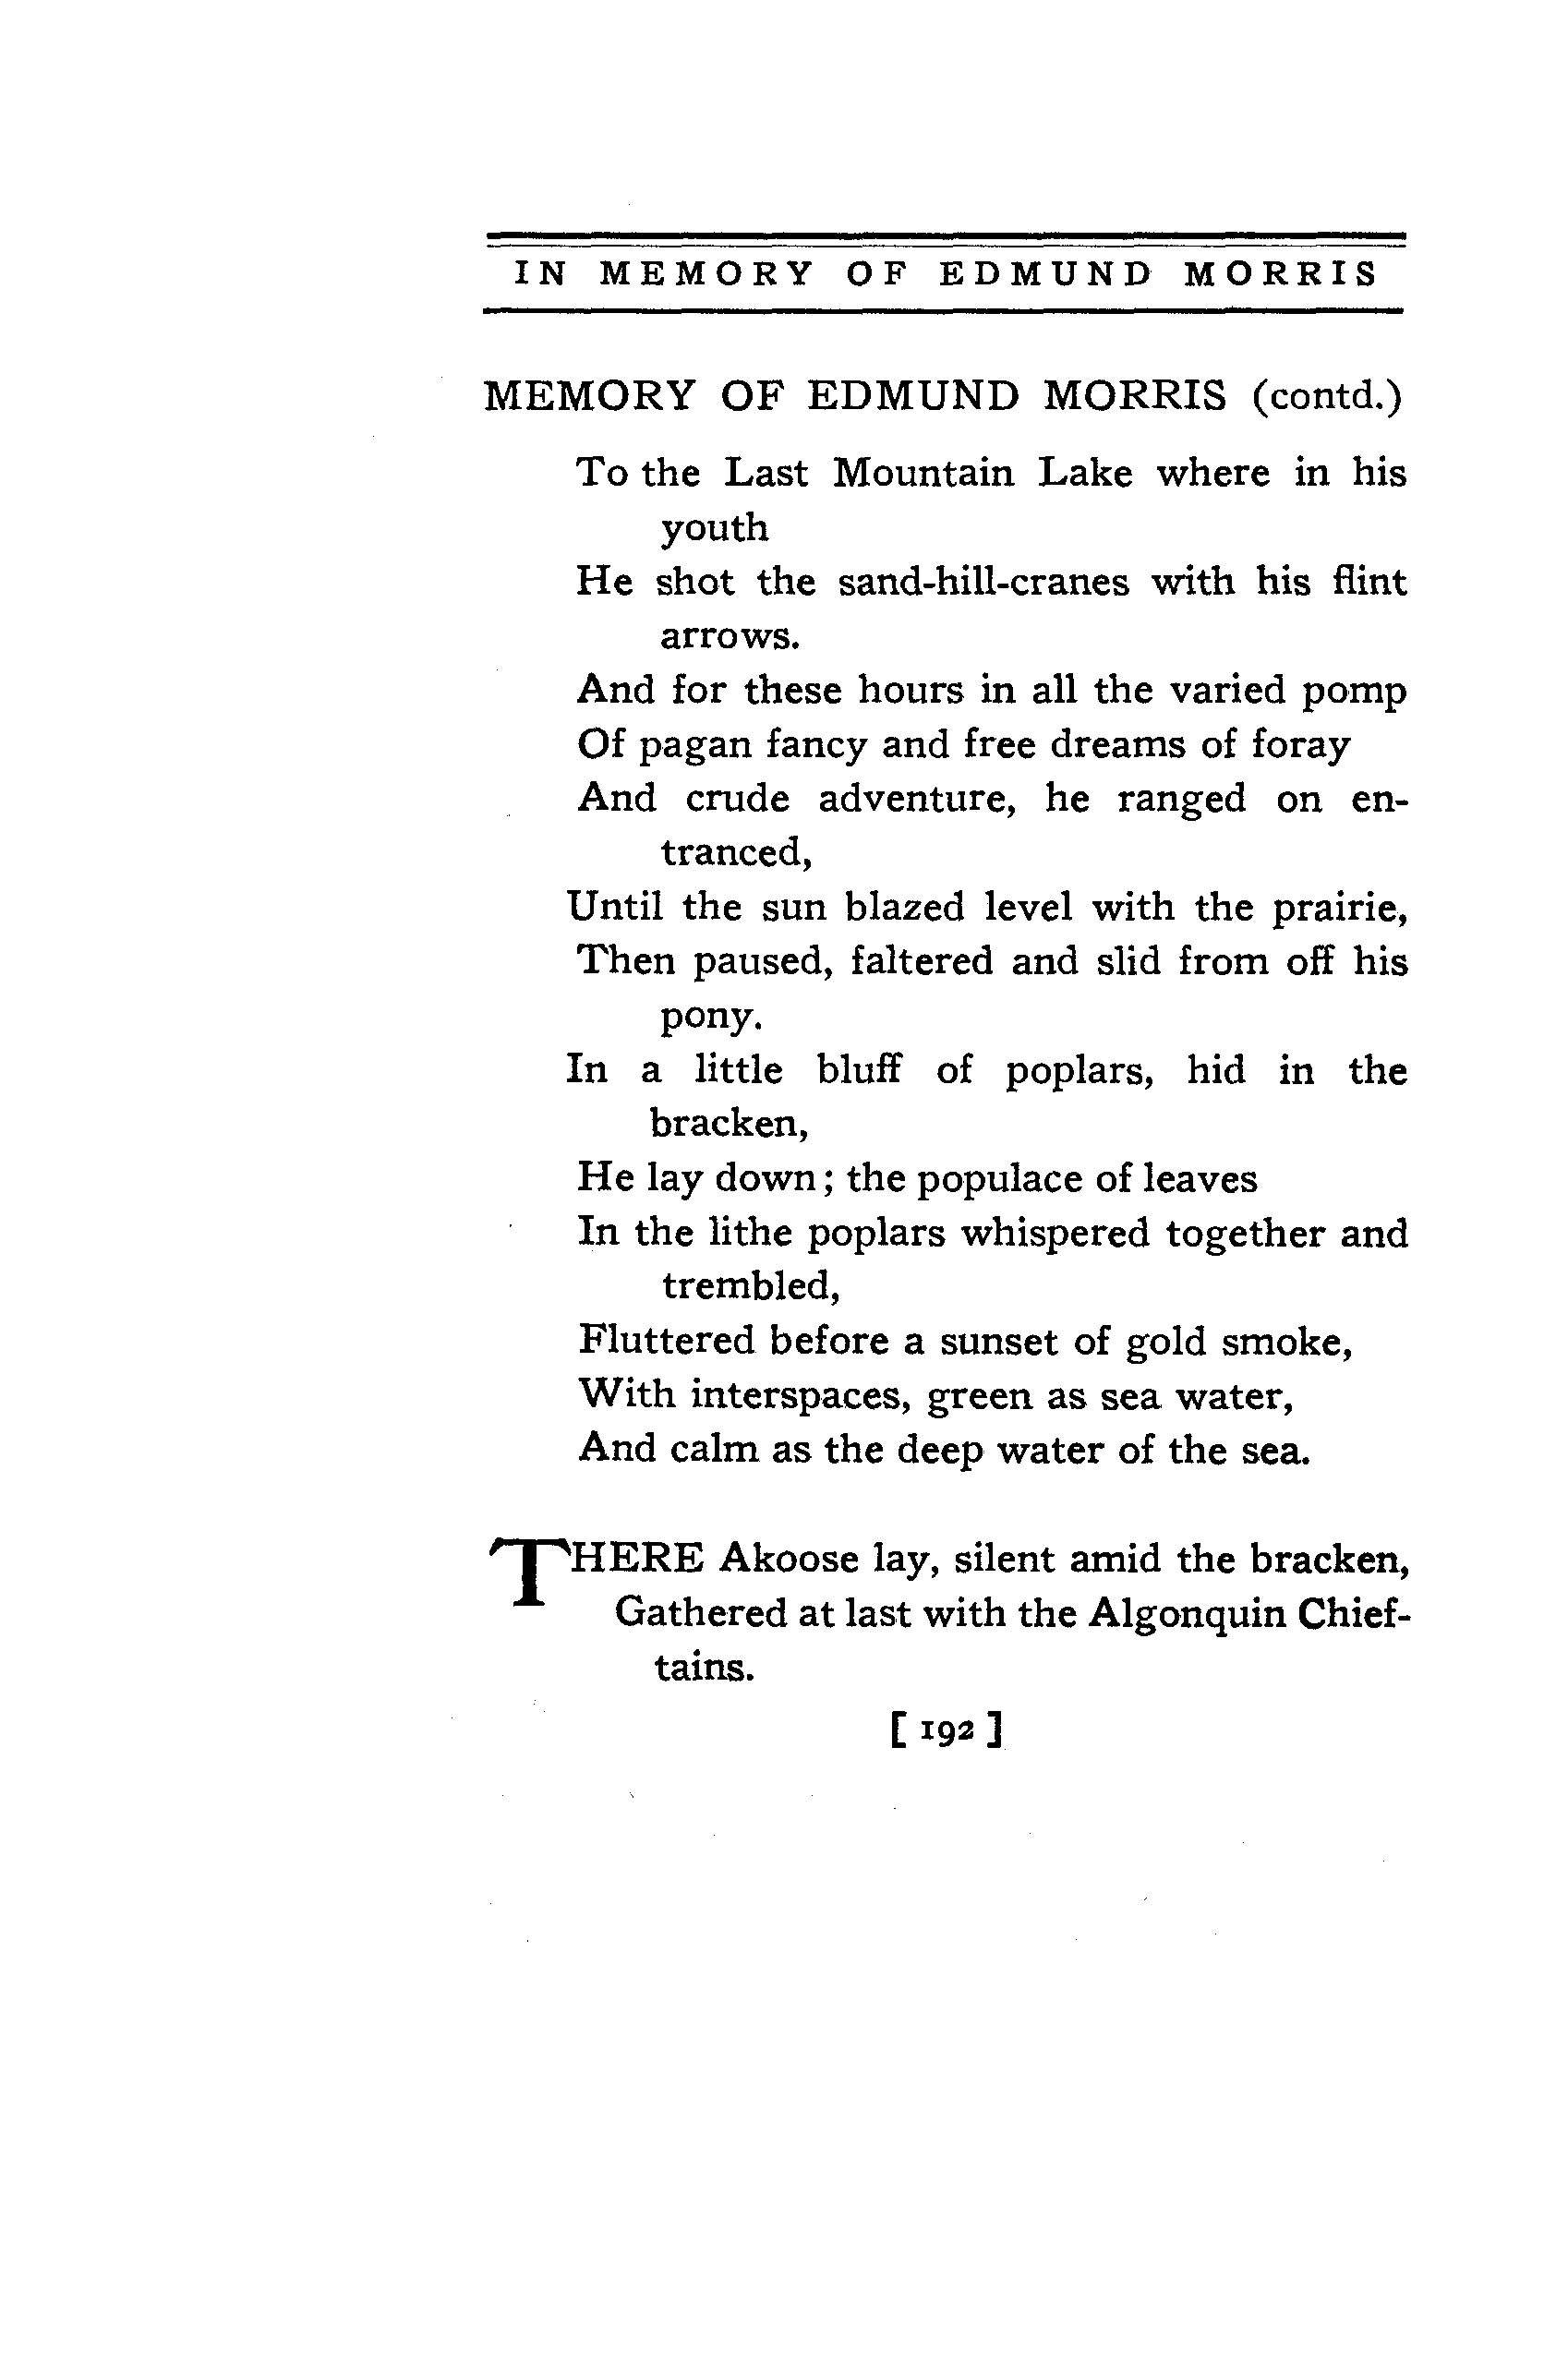 IN MEMORY OF EDMUND MORRIS
MEMORY OF EDMUND MORRIS (contd.)
To the Last Mountain Lake where in his
youth
He shot the sand-hill-cranes with his flint
arrows.
And for these hours in all the varied pomp
Of pagan fancy and free dreams of foray
And crude adventure, he ranged on en-
tranced,
Until the sun blazed level with the prairie,
Then paused, faltered and slid from off his
pony.
In a little bluff of poplars, hid in the
bracken,
He lay down; the populace of leaves
In the lithe poplars whispered together and
trembled,
Fluttered before a sunset of gold smoke,
With interspaces, green as sea water,
And calm as the deep water of the sea.
THERE Akoose lay, silent amid the bracken,
Gathered at last with the Algonquin Chief-
tains.
[ 192 ]